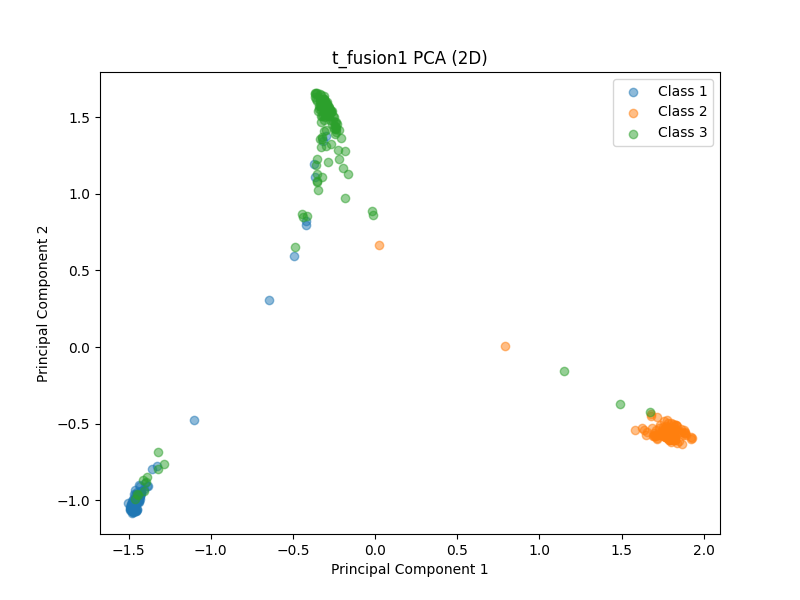 t_fusion1 PCA (2D)
Class 1
Class 2
Class 3
Principal Component 2
1.5
1.0
0.5
0.0
−0.5
−1.0
−1.5
−1.0
−0.5
0.0
0.5
1.0
1.5
2.0
Principal Component 1